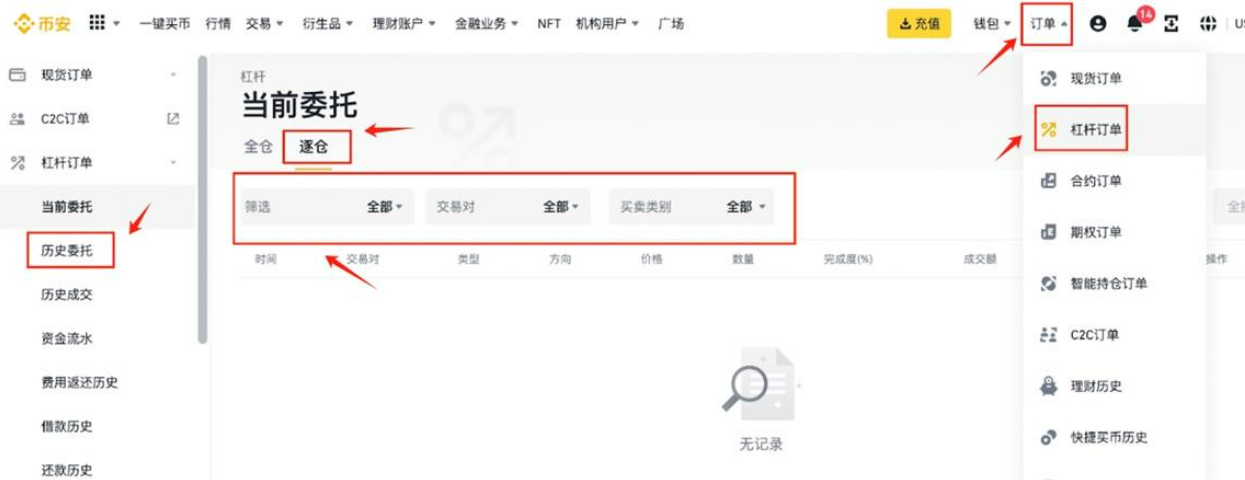 币安 一键买币 行情 交易 衍生品 理财账户 金融业务 NFT 机构用户 广场 充值 钱包 订单 14
现货订单
C2C订单
杠杆订单
当前委托
历史委托
历史成交
资金流水
费用返还历史
借款历史
还款历史
杠杆
当前委托
全仓 逐仓
筛选 全部 交易对 全部 买卖类别 全部
时间 交易对 类型 方向 价格 数量 完成度(%) 成交额 操作
无记录
现货订单
杠杆订单
合约订单
期权订单
智能持仓订单
C2C订单
理财历史
快捷买币历史